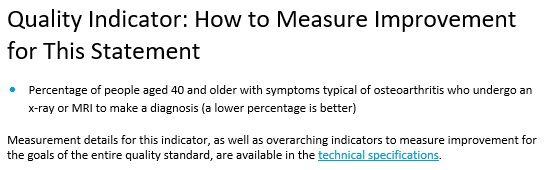 Quality Indicator: How to Measure Improvement
for This Statement
• Percentage of people aged 40 and older with symptoms typical of osteoarthritis who undergo an
x-ray or MRI to make a diagnosis (a lower percentage is better)
Measurement details for this indicator, as well as overarching indicators to measure improvement for
the goals of the entire quality standard, are available in the technical specifications.